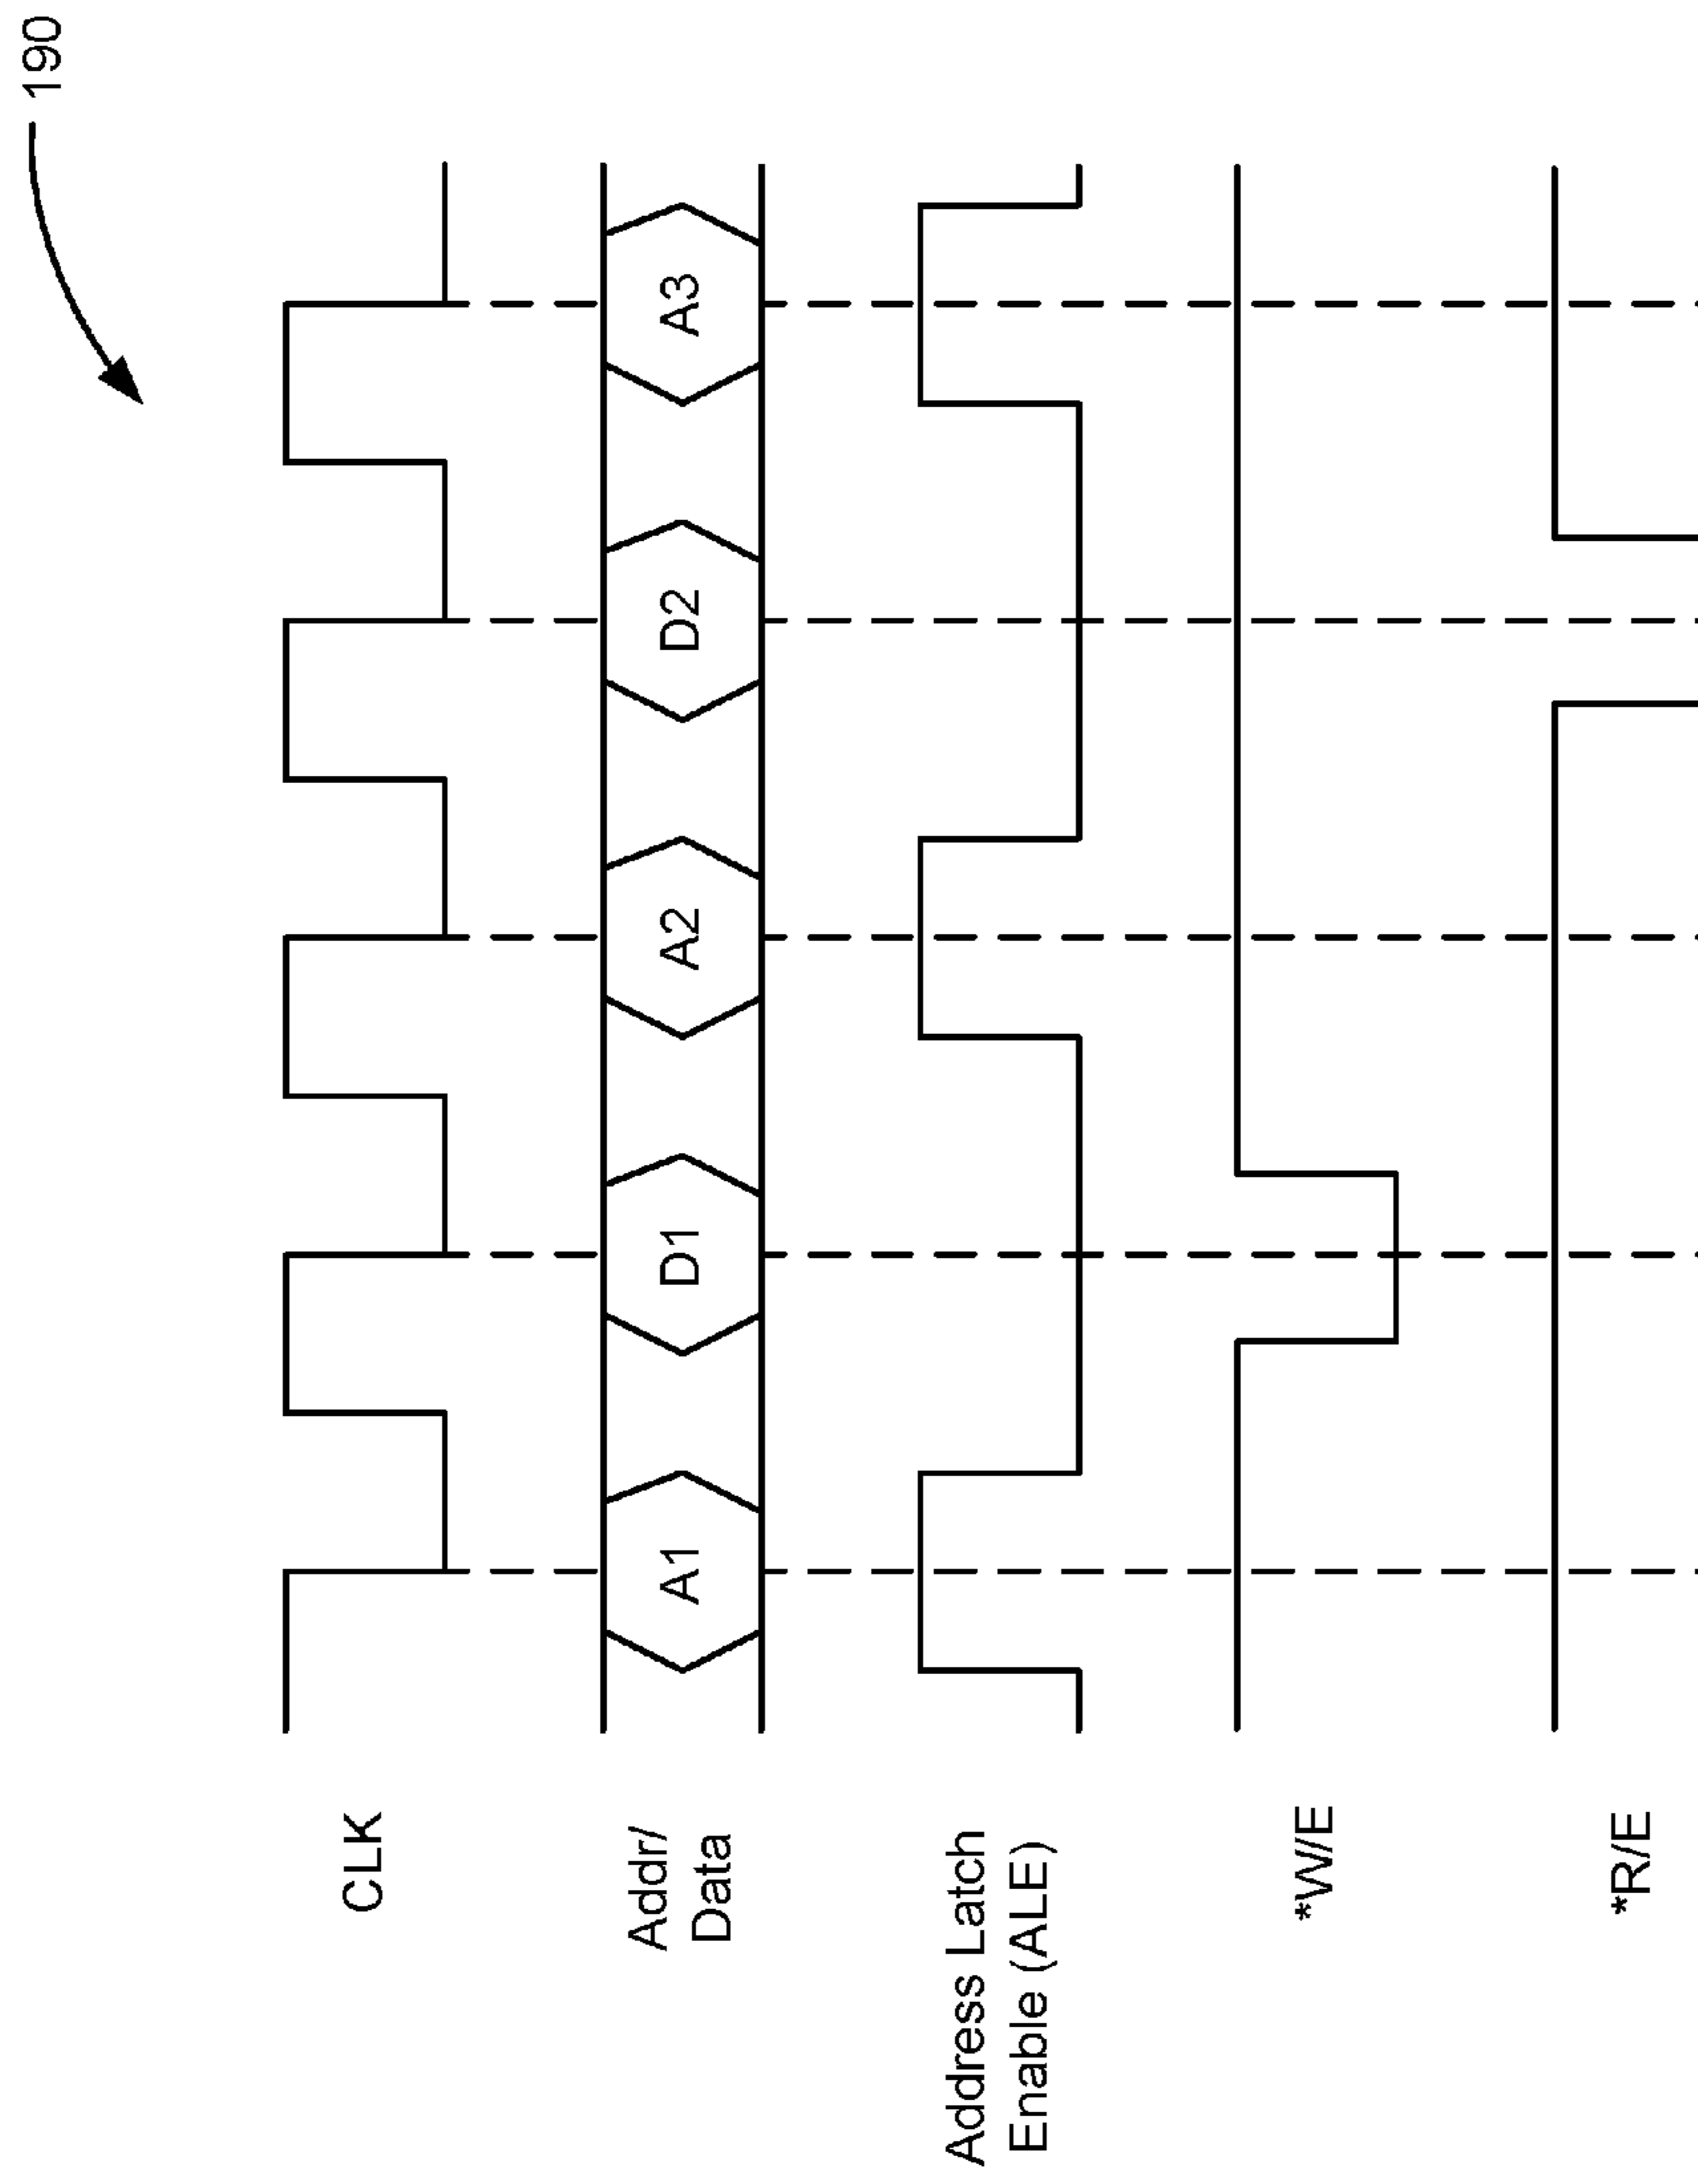 190
CLK
Addr/
Data
A1 D1 A2 D2 A3
Address Latch
Enable (ALE)
*W/E
*R/E